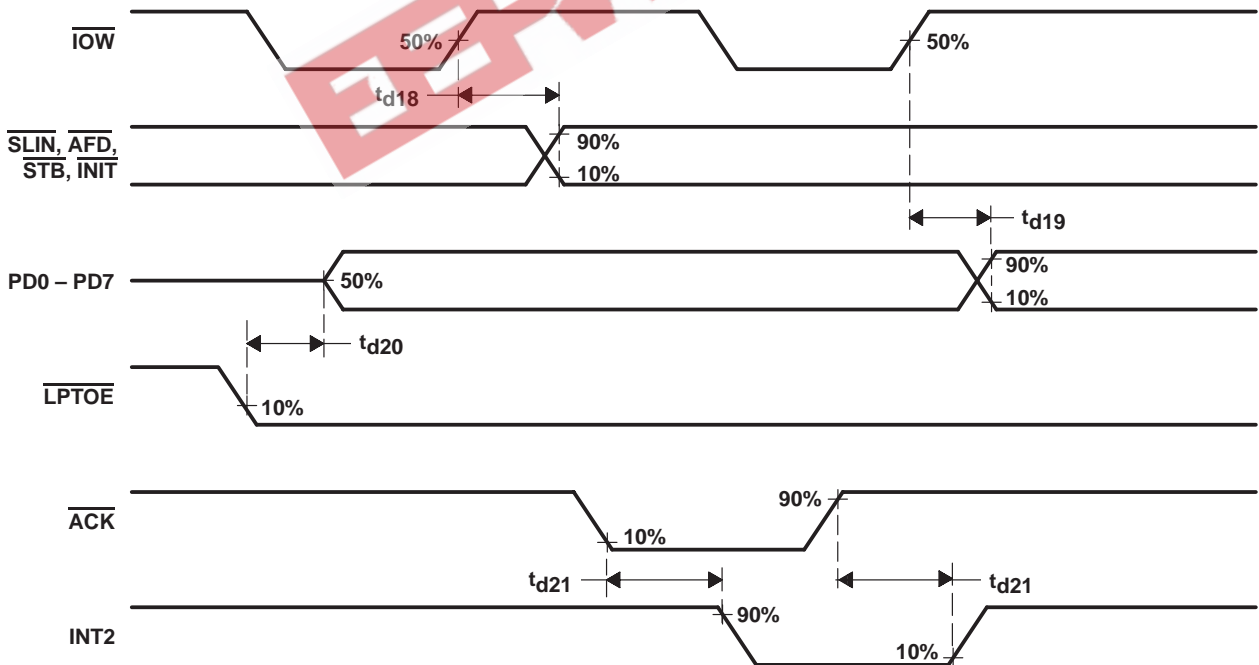 IOW
50%
50%
td18
SLIN, AFD,
STB, INIT
90%
10%
td19
PD0 – PD7
50%
90%
10%
td20
LPTOE
10%
ACK
90%
10%
td21
td21
INT2
90%
10%